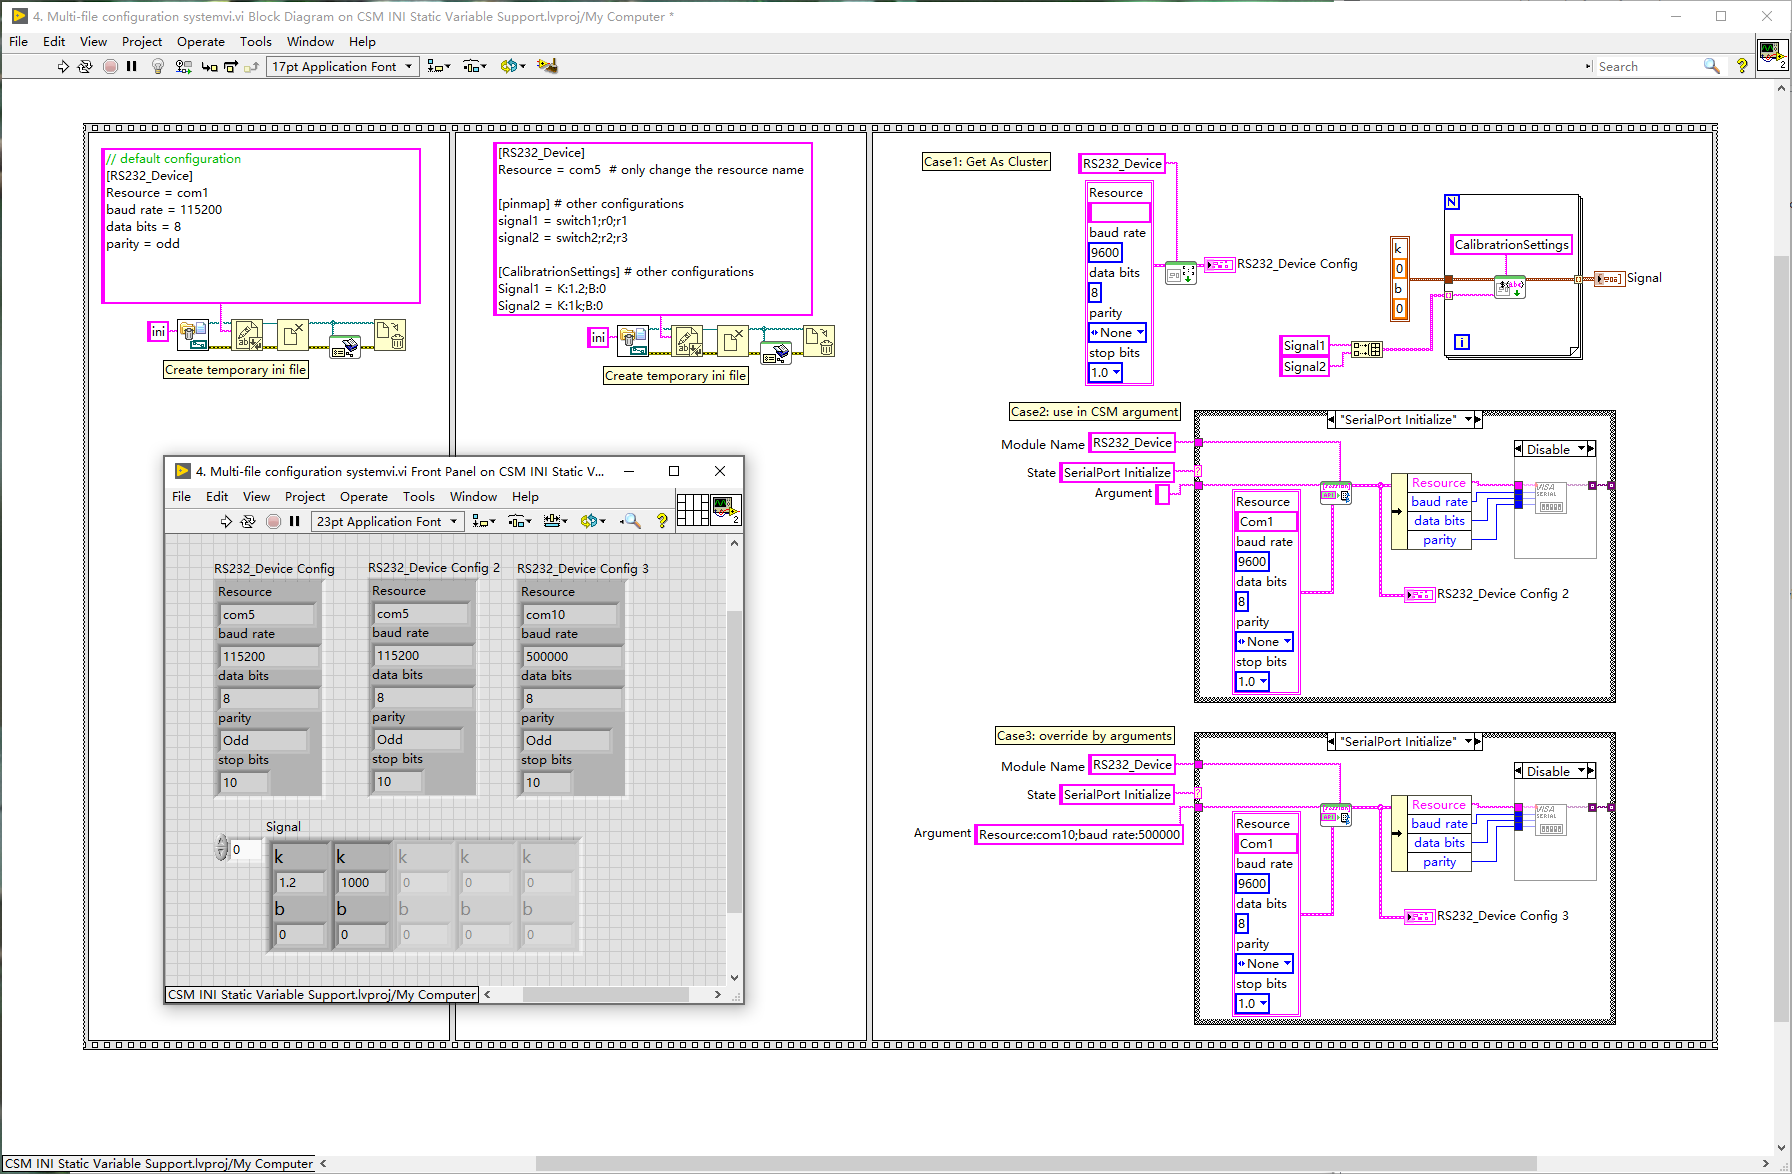 4. Multi-file configuration systemvi.vi Block Diagram on CSM INI Static Variable Support.lvproj/My Computer *
File Edit View Project Operate Tools Window Help
17pt Application Font
Search
2
// default configuration
[RS232_Device]
Resource = com1
baud rate = 115200
data bits = 8
parity = odd
ini
Create temporary ini file
[RS232_Device]
Resource = com5  # only change the resource name
[pinmap] # other configurations
signal1 = switch1;r0;r1
signal2 = switch2;r2;r3
[CalibratrionSettings] # other configurations
Signal1 = K:1.2;B:0
Signal2 = K:1k;B:0
ini
Create temporary ini file
Case1: Get As Cluster
RS232_Device
Resource
baud rate
9600
data bits
8
parity
None
stop bits
1.0
RS232_Device Config
N
CalibratrionSettings
k
0
b
0
Signal
i
Signal1
Signal2
Case2: use in CSM argument
"SerialPort Initialize"
Module Name RS232_Device
State SerialPort Initialize
Argument
Disable
Resource
Com1
baud rate
9600
data bits
8
parity
None
stop bits
1.0
Resource
baud rate
data bits
parity
VISA
SERIAL
RS232_Device Config 2
Case3: override by arguments
"SerialPort Initialize"
Module Name RS232_Device
State SerialPort Initialize
Argument Resource:com10;baud rate:500000
Disable
Resource
Com1
baud rate
9600
data bits
8
parity
None
stop bits
1.0
Resource
baud rate
data bits
parity
VISA
SERIAL
RS232_Device Config 3
4. Multi-file configuration systemvi.vi Front Panel on CSM INI Static V...
File Edit View Project Operate Tools Window Help
23pt Application Font
2
RS232_Device Config
Resource
com5
baud rate
115200
data bits
8
parity
Odd
stop bits
10
RS232_Device Config 2
Resource
com5
baud rate
115200
data bits
8
parity
Odd
stop bits
10
RS232_Device Config 3
Resource
com10
baud rate
500000
data bits
8
parity
Odd
stop bits
10
Signal
0
k k k k k
1.2 1000 0 0 0
b b b b b
0 0 0 0 0
CSM INI Static Variable Support.lvproj/My Computer
CSM INI Static Variable Support.lvproj/My Computer